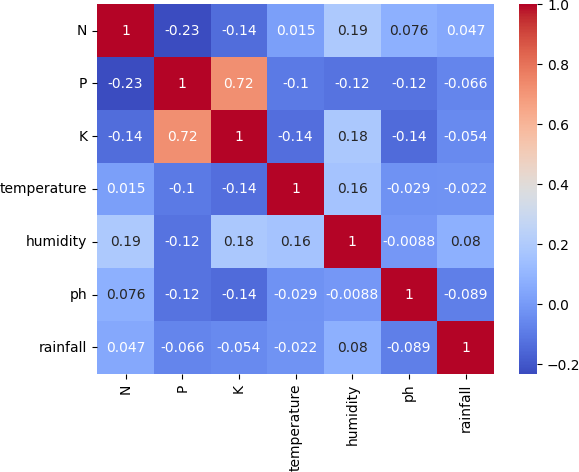 N 1 -0.23 -0.14 0.015 0.19 0.076 0.047
P -0.23 1 0.72 -0.1 -0.12 -0.12 -0.066
K -0.14 0.72 1 -0.14 0.18 -0.14 -0.054
temperature 0.015 -0.1 -0.14 1 0.16 -0.029 -0.022
humidity 0.19 -0.12 0.18 0.16 1 -0.0088 0.08
ph 0.076 -0.12 -0.14 -0.029 -0.0088 1 -0.089
rainfall 0.047 -0.066 -0.054 -0.022 0.08 -0.089 1
N P K temperature humidity ph rainfall
1.0
0.8
0.6
0.4
0.2
0.0
−0.2